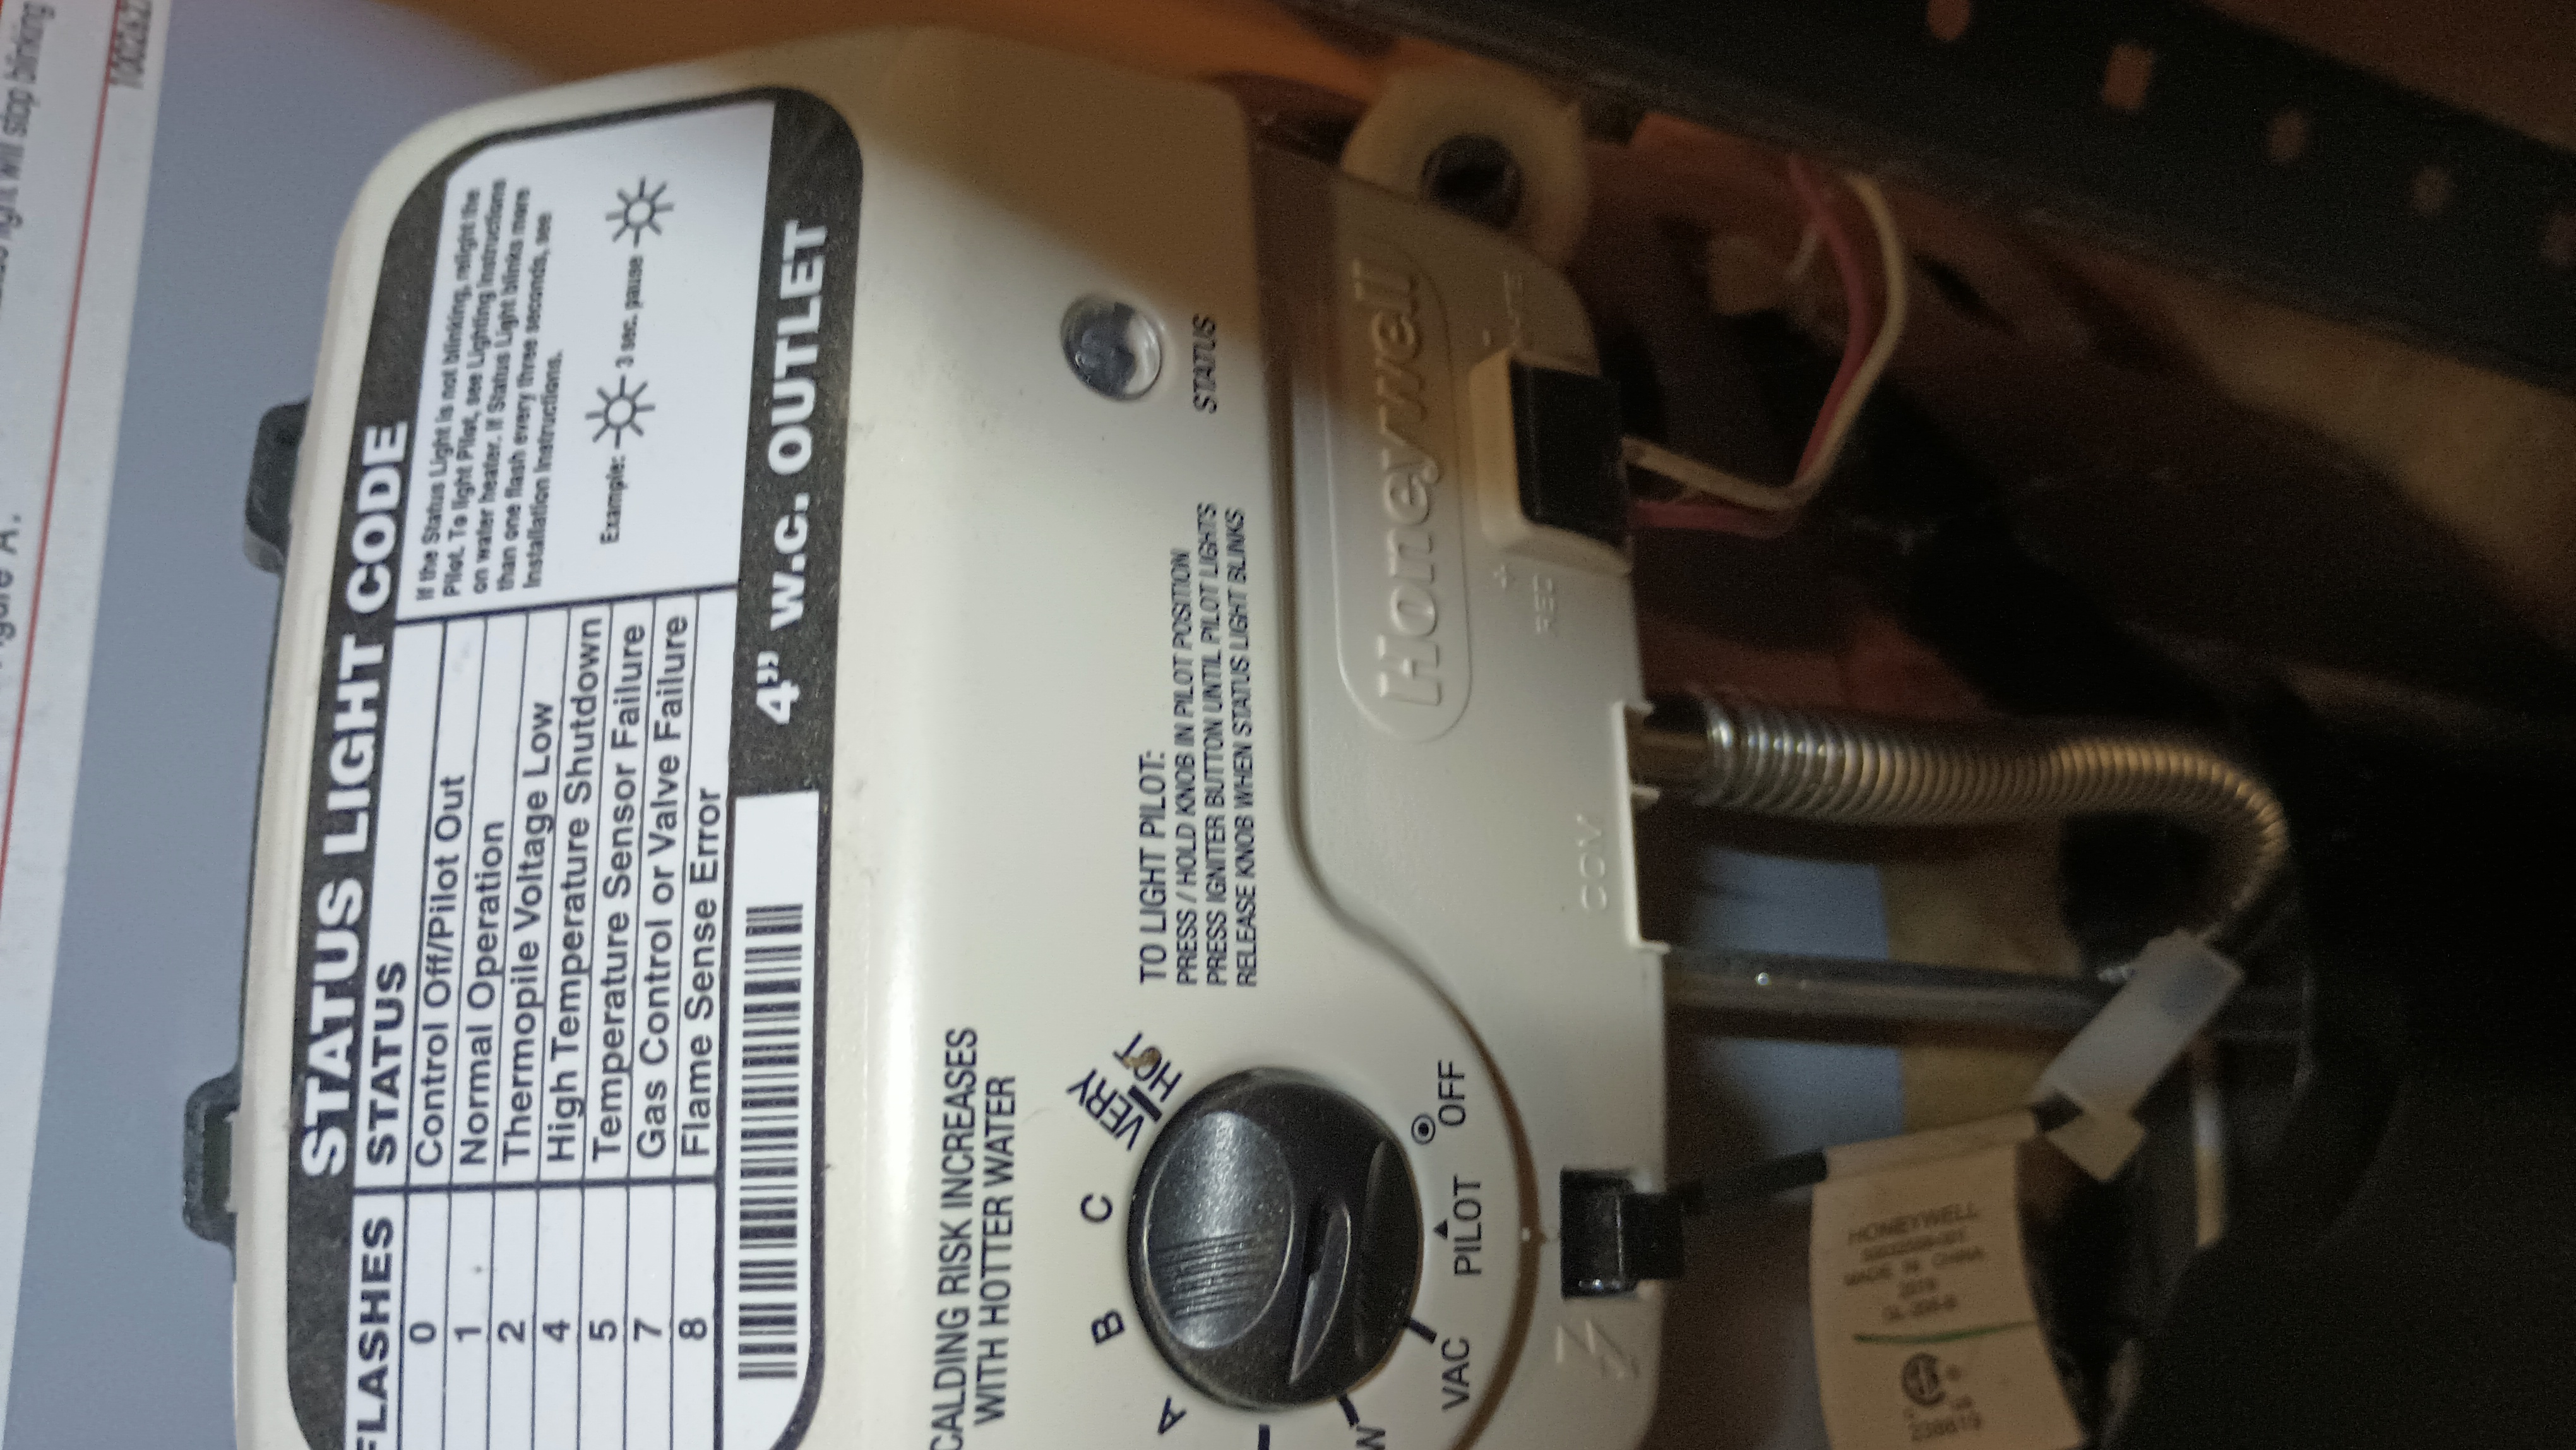 will stop blinking
STATUS LIGHT CODE
FLASHES STATUS
0 Control Off/Pilot Out
1 Normal Operation
2 Thermopile Voltage Low
4 High Temperature Shutdown
5 Temperature Sensor Failure
7 Gas Control or Valve Failure
8 Flame Sense Error
If the Status Light is not blinking, relight the
Pilot. To light Pilot, see Lighting Instructions
on water heater. If Status Light blinks more
than one flash every three seconds, see
Installation Instructions.
Example: 3 sec. pause
4" w.c. OUTLET
CALDING RISK INCREASES
WITH HOTTER WATER
TO LIGHT PILOT:
PRESS / HOLD KNOB IN PILOT POSITION
PRESS IGNITER BUTTON UNTIL PILOT LIGHTS
RELEASE KNOB WHEN STATUS LIGHT BLINKS
STATUS
A
B
C
VERY
HOT
OFF
PILOT
VAC
W
Honeywell
+
RED
-
COM
HONEYWELL
MADE IN CHINA